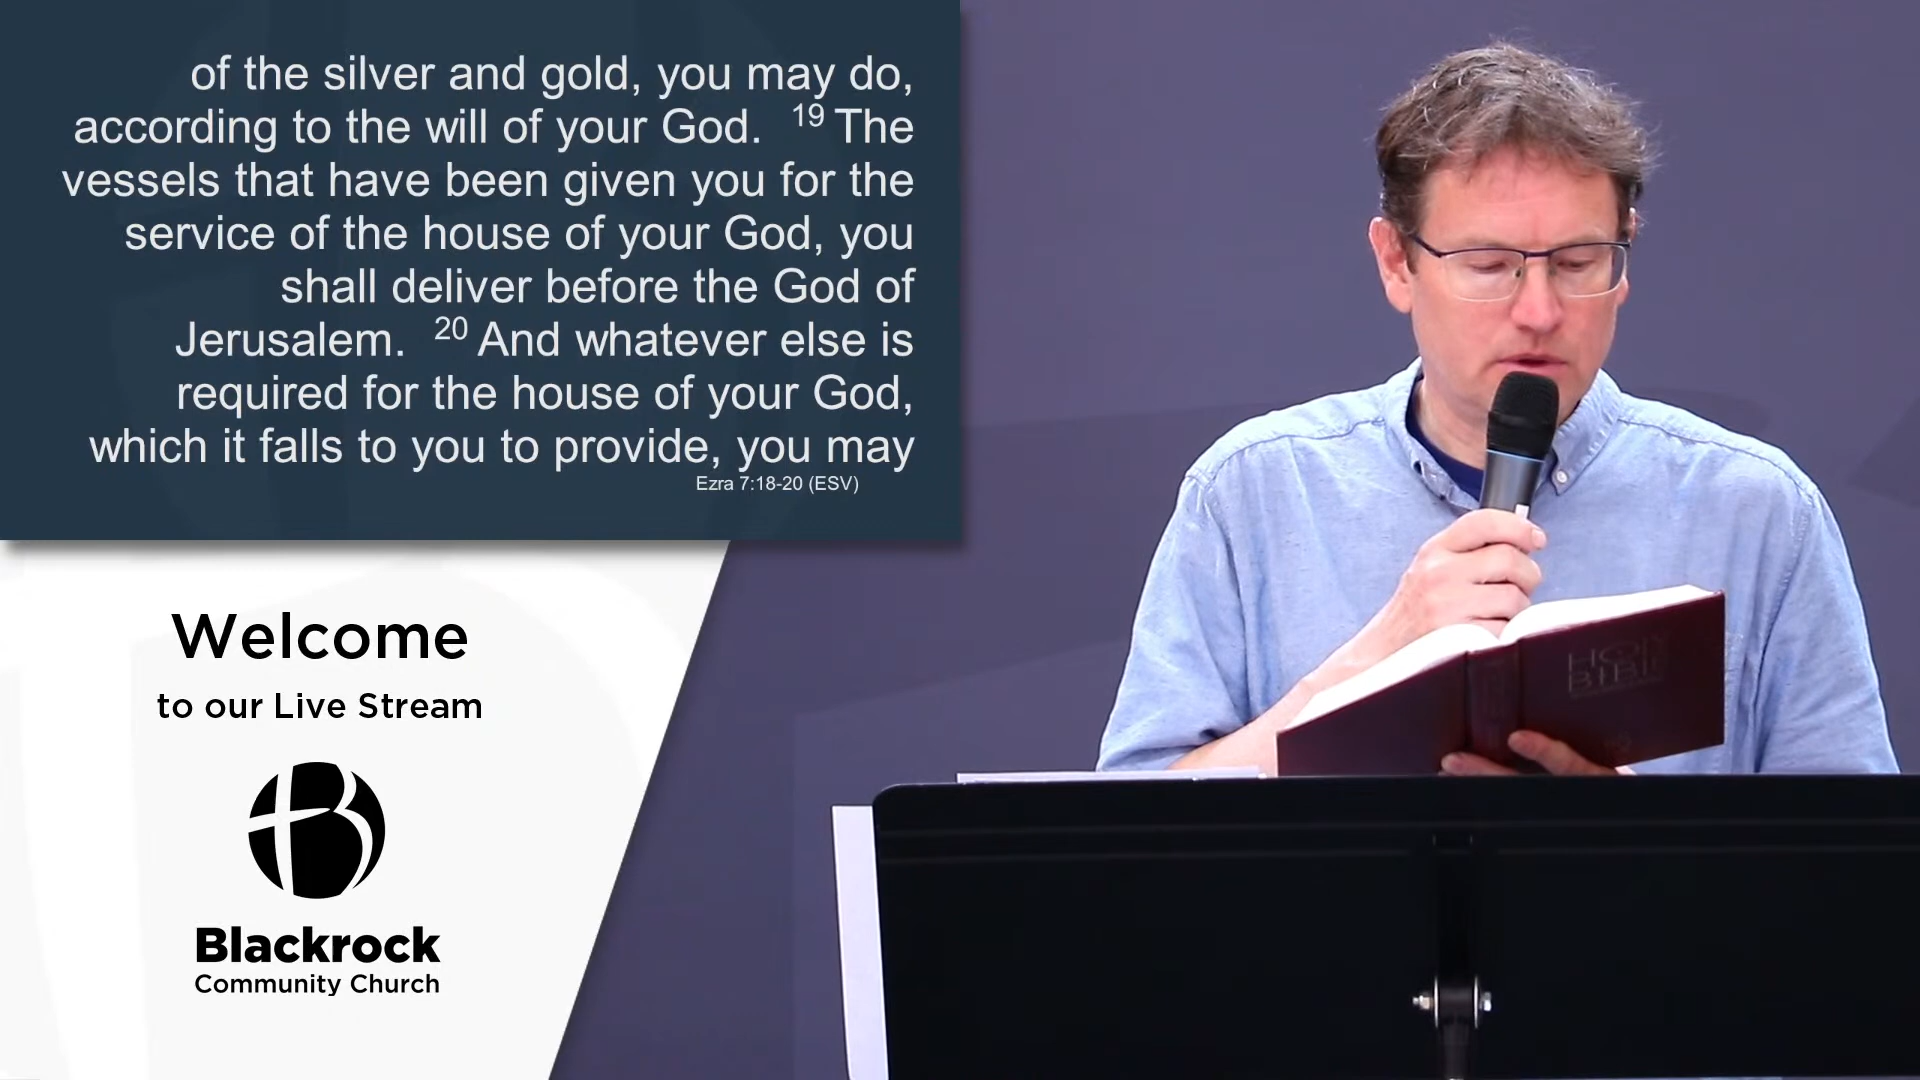 of the silver and gold, you may do,
according to the will of your God. 19 The
vessels that have been given you for the
service of the house of your God, you
shall deliver before the God of
Jerusalem. 20 And whatever else is
required for the house of your God,
which it falls to you to provide, you may
Ezra 7:18-20 (ESV)
Welcome
to our Live Stream
B
Blackrock
Community Church
HOLY
BIBLE